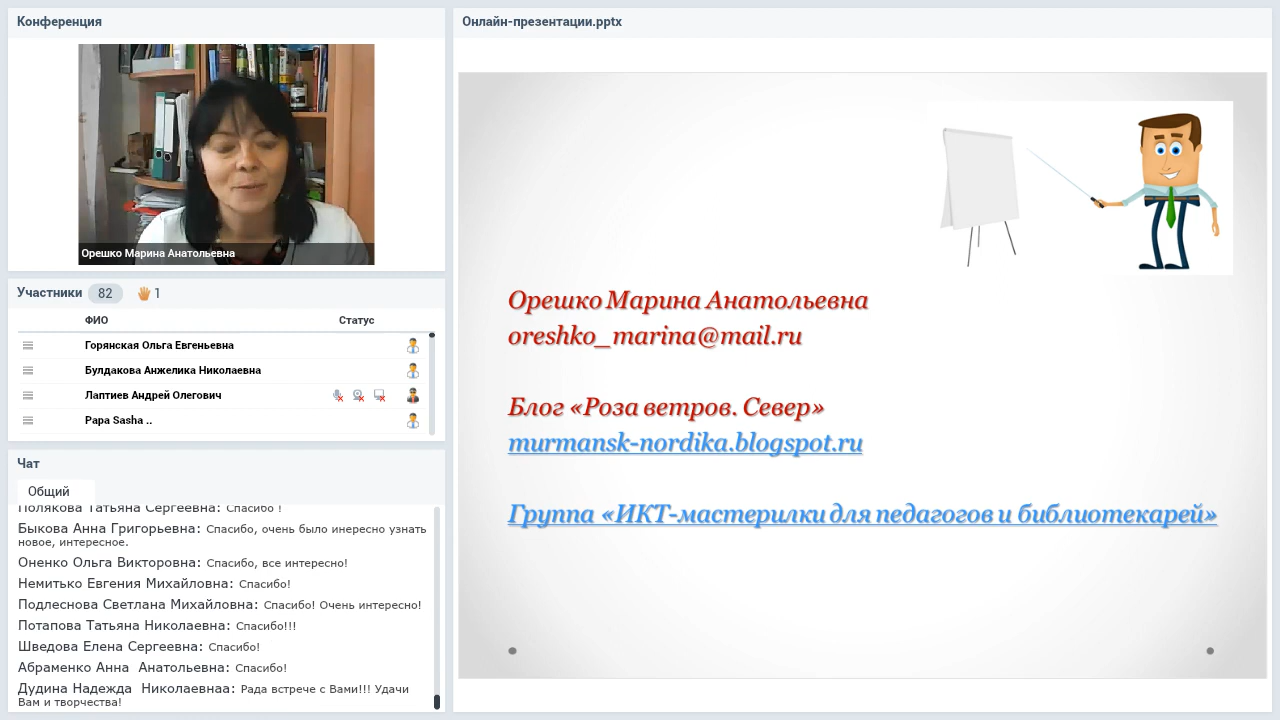 Конференция
Орешко Марина Анатольевна
Участники 82 1
ФИО Статус
Горянская Ольга Евгеньевна
Булдакова Анжелика Николаевна
Лаптиев Андрей Олегович
Papa Sasha ..
Чат
Общий
Полякова Татьяна Сергеевна: Спасибо !
Быкова Анна Григорьевна: Спасибо, очень было инересно узнать
новое, интересное.
Оненко Ольга Викторовна: Спасибо, все интересно!
Немитько Евгения Михайловна: Спасибо!
Подлеснова Светлана Михайловна: Спасибо! Очень интересно!
Потапова Татьяна Николаевна: Спасибо!!!
Шведова Елена Сергеевна: Спасибо!
Абраменко Анна Анатольевна: Спасибо!
Дудина Надежда Николаевнаа: Рада встрече с Вами!!! Удачи
Вам и творчества!
Онлайн-презентации.pptx
Орешко Марина Анатольевна
oreshko_marina@mail.ru
Блог «Роза ветров. Север»
murmansk-nordika.blogspot.ru
Группа «ИКТ-мастерилки для педагогов и библиотекарей»